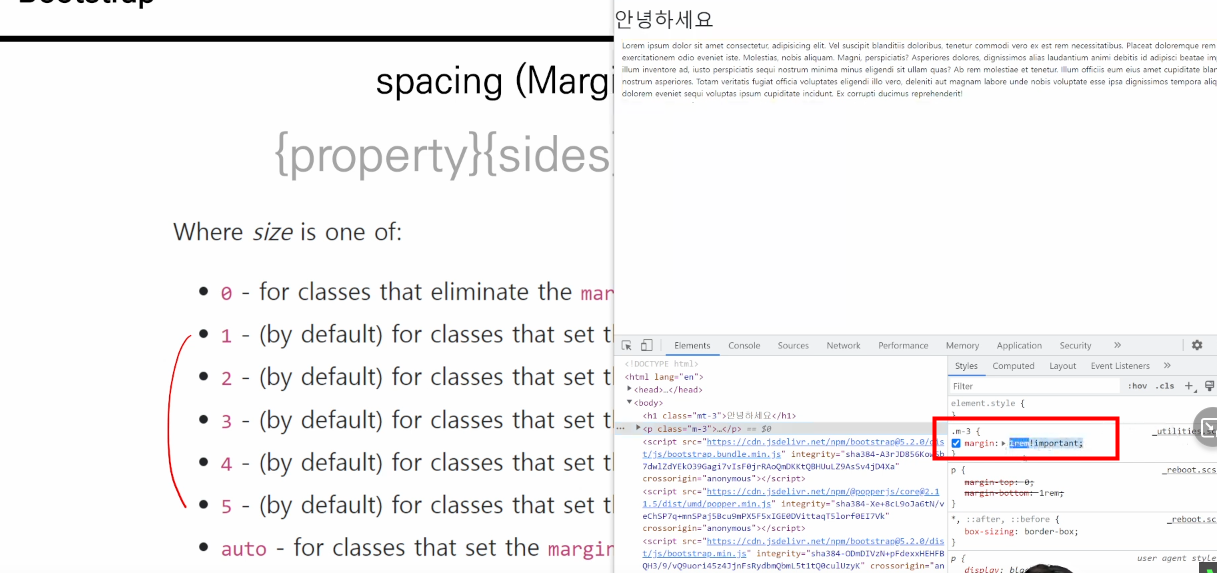 Bootstrap
spacing (Margi
{property}{sides}
Where size is one of:
0 - for classes that eliminate the mar
1 - (by default) for classes that set t
2 - (by default) for classes that set t
3 - (by default) for classes that set t
4 - (by default) for classes that set t
5 - (by default) for classes that set t
auto - for classes that set the margin
안녕하세요
Lorem ipsum dolor sit amet consectetur, adipisicing elit. Vel suscipit blanditiis doloribus, tenetur commodi vero ex est rem necessitatibus. Placeat doloremque rem
exercitationem odio eveniet iste. Molestias, nobis aliquam. Magni, perspiciatis? Asperiores dolores, dignissimos alias laudantium animi debitis id adipisci beatae im
illum inventore ad, iusto perspiciatis sequi nostrum minima minus eligendi sit ullam quas? Ab rem molestiae et tenetur. Illum officiis eum eius amet cupiditate blan
nostrum asperiores. Totam veritatis fugiat officia voluptates eligendi illo vero, deleniti aut magnam labore unde nobis voluptate esse ipsa dignissimos tempora aliq
dolorem eveniet sequi voluptas ipsum cupiditate incidunt. Ex corrupti ducimus reprehenderit!
Elements Console Sources Network Performance Memory Application Security »
<!DOCTYPE html>
<html lang="en">
<head>…</head>
<body>
<h1 class="mt-3">안녕하세요</h1>
<p class="m-3">…</p> == $0
<script src="https://cdn.jsdelivr.net/npm/bootstrap@5.2.0/dis
t/js/bootstrap.bundle.min.js" integrity="sha384-
crossorigin="anonymous"></script>
<script src="https://cdn.jsdelivr.net/npm/@popperjs/core@2.1
1.5/dist/umd/popper.min.js" integrity="sha384-Xe+8cL9oJa6tN/v
eChSP7q+mnSPaj5Bcu9mPX5F5xIGE0DVittaqT5lorf0EI7Vk"
crossorigin="anonymous"></script>
<script src="https://cdn.jsdelivr.net/npm/bootstrap@5.2.0/dist
t/js/bootstrap.min.js" integrity="sha384-ODmDIVzN+pFdexxHEHFB
QH3/9/vQ9uori45z4JjnFsRydbmQbmL5t1tQ0culUzyK" crossorigin="an
Styles Computed Layout Event Listeners »
Filter :hov .cls +
element.style {
}
.m-3 { _utilities.sc
margin: 1rem!important;
}
p { _reboot.scs
margin-top: 0;
margin-bottom: 1rem;
}
*, ::after, ::before { _reboot.sc
box-sizing: border-box;
}
p { user agent style
display: